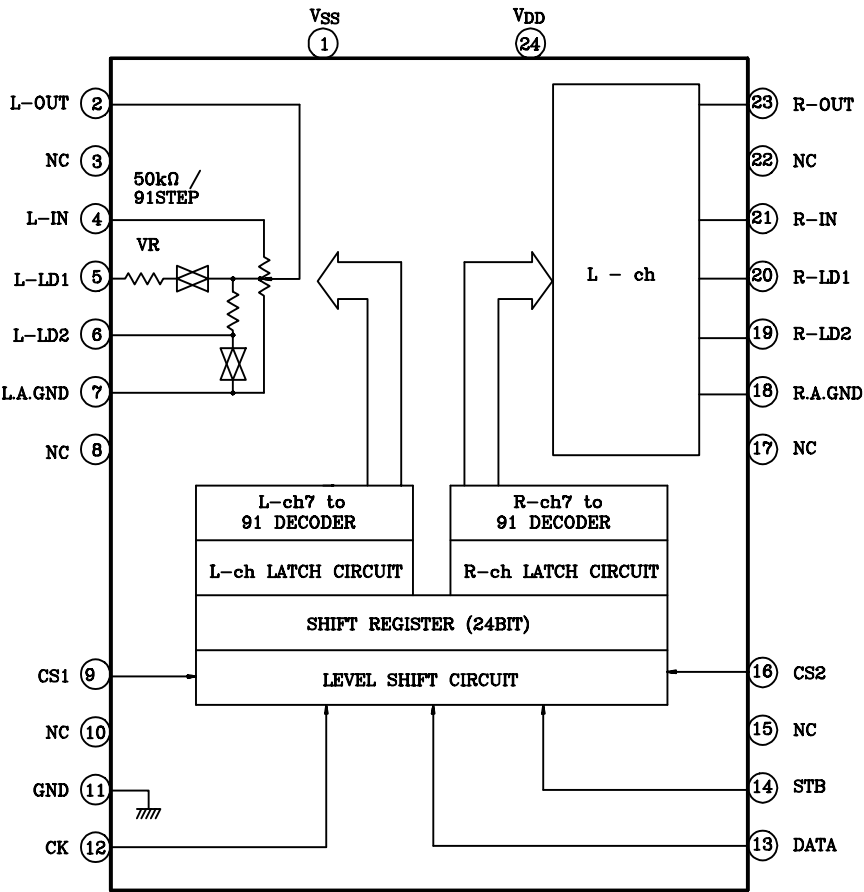 VSS VDD
1 24
L-OUT 2 23 R-OUT
NC 3 22 NC
50kΩ /
91STEP
L-IN 4 21 R-IN
VR
L-LD1 5 20 R-LD1
L - ch
L-LD2 6 19 R-LD2
L.A.GND 7 18 R.A.GND
NC 8 17 NC
L-ch7 to
91 DECODER
R-ch7 to
91 DECODER
L-ch LATCH CIRCUIT
R-ch LATCH CIRCUIT
SHIFT REGISTER (24BIT)
CS1 9 16 CS2
LEVEL SHIFT CIRCUIT
NC 10 15 NC
GND 11 14 STB
CK 12 13 DATA